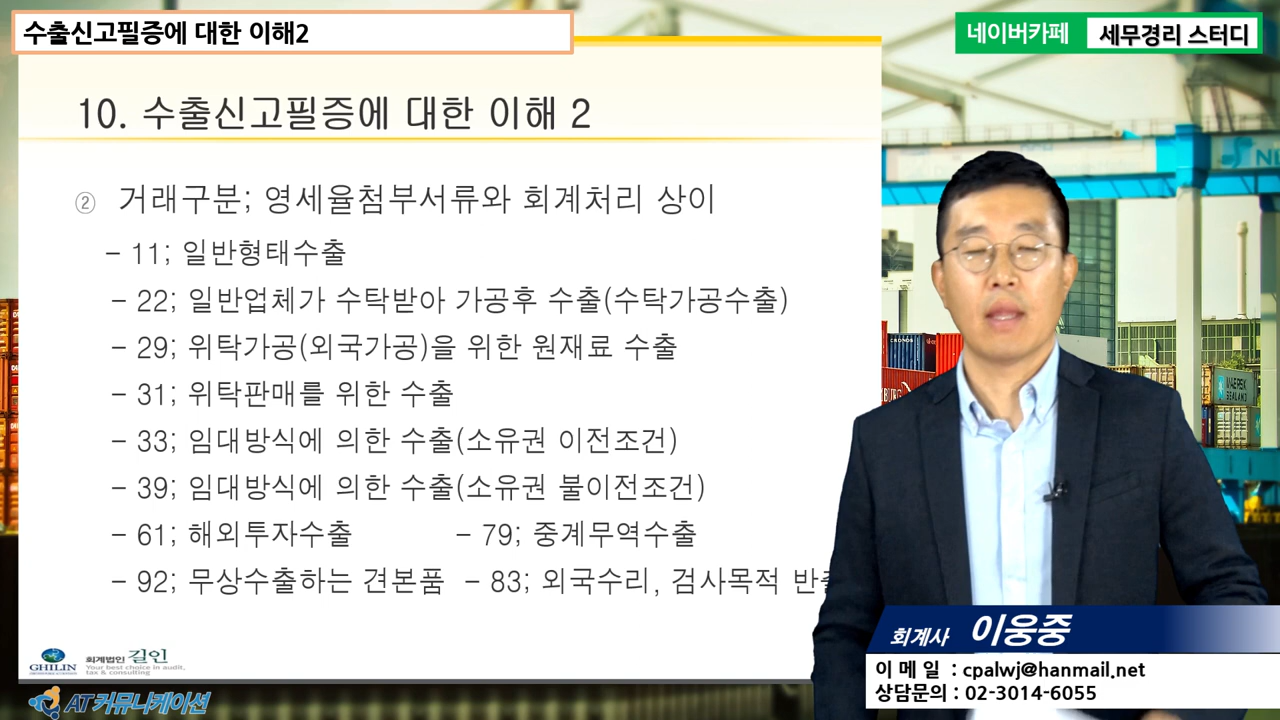 수출신고필증에 대한 이해2
네이버카페 세무경리 스터디
10. 수출신고필증에 대한 이해 2
② 거래구분; 영세율첨부서류와 회계처리 상이
– 11; 일반형태수출
– 22; 일반업체가 수탁받아 가공후 수출(수탁가공수출)
– 29; 위탁가공(외국가공)을 위한 원재료 수출
– 31; 위탁판매를 위한 수출
– 33; 임대방식에 의한 수출(소유권 이전조건)
– 39; 임대방식에 의한 수출(소유권 불이전조건)
– 61; 해외투자수출 – 79; 중계무역수출
– 92; 무상수출하는 견본품 – 83; 외국수리, 검사목적 반출
CRONOS
MAERSK
SEALAND
회계사 이웅중
이 메 일 : cpalwj@hanmail.net
상담문의 : 02-3014-6055
GHILIN
회계법인 길인
Your best choice in audit,
tax & consulting
AT커뮤니케이션